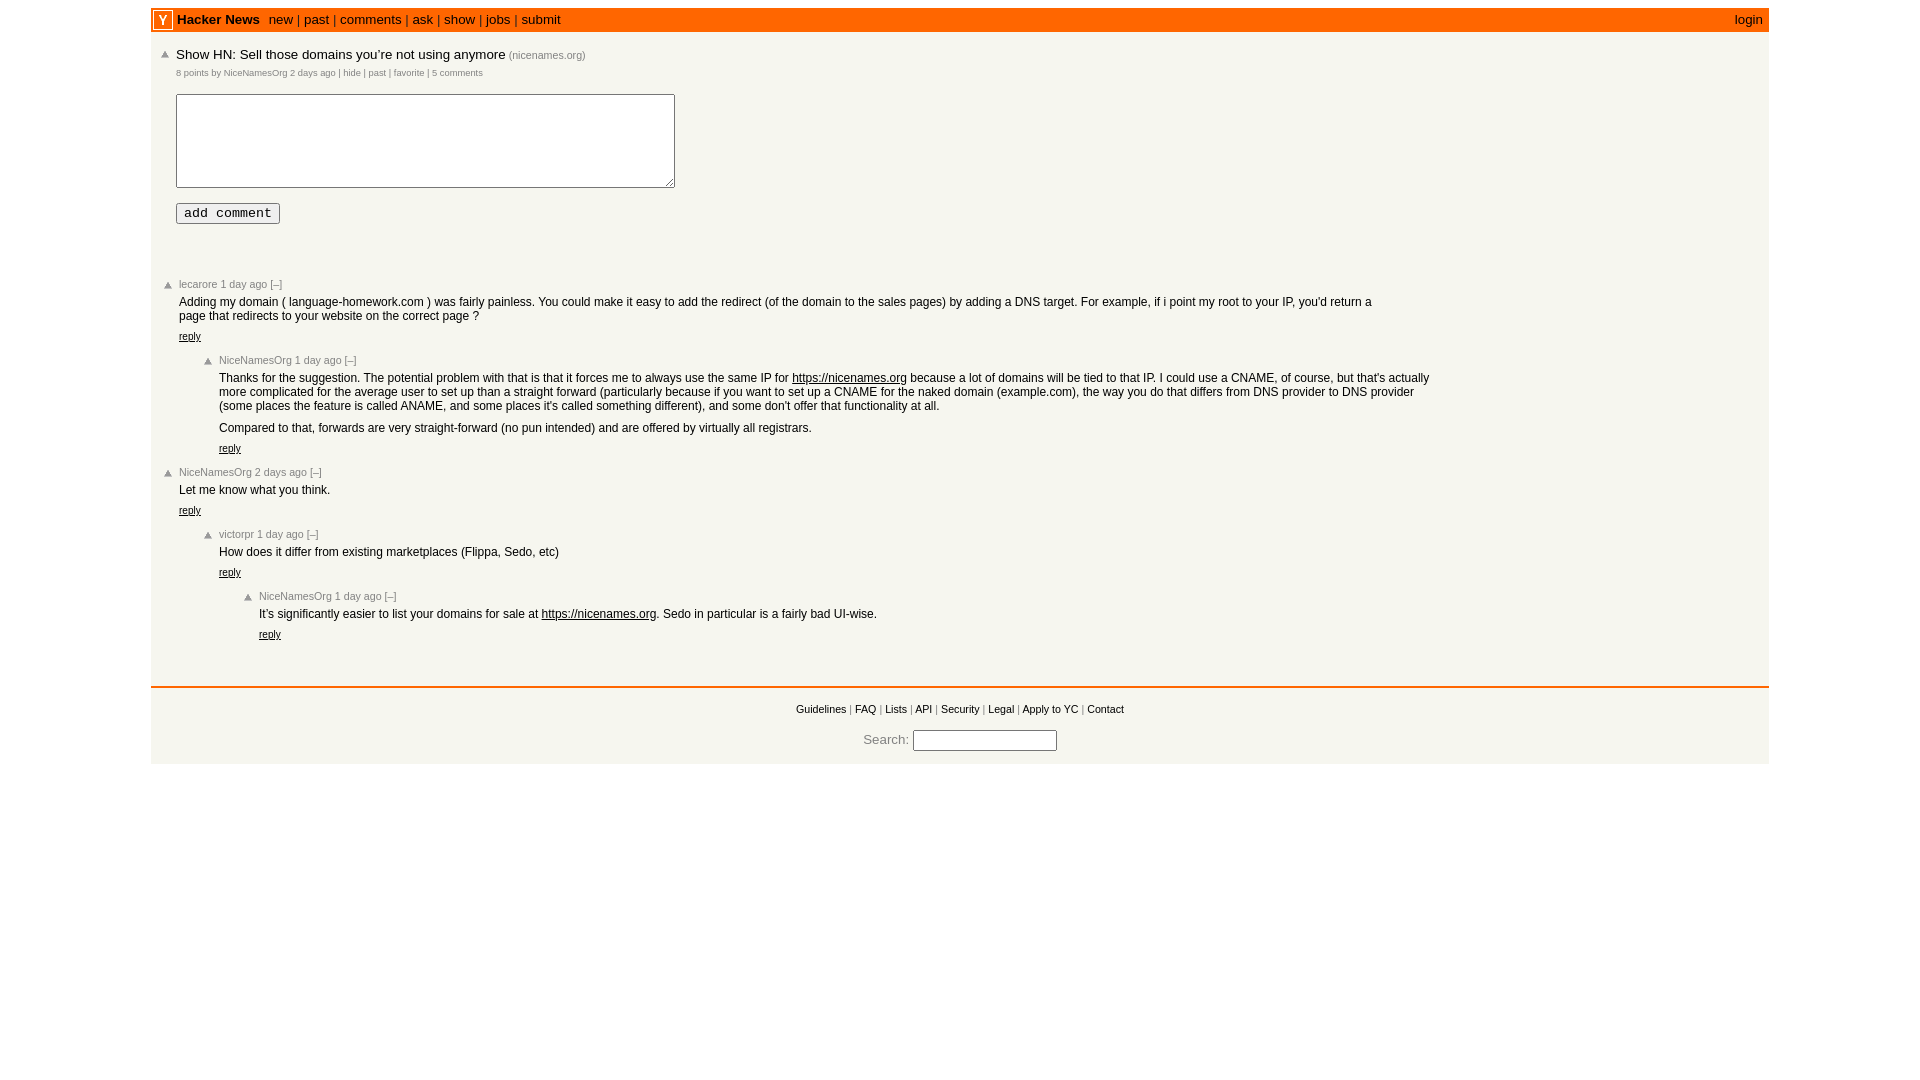 Y Hacker News new | past | comments | ask | show | jobs | submit login
Show HN: Sell those domains you’re not using anymore (nicenames.org)
8 points by NiceNamesOrg 2 days ago | hide | past | favorite | 5 comments
add comment
lecarore 1 day ago [–]
Adding my domain ( language-homework.com ) was fairly painless. You could make it easy to add the redirect (of the domain to the sales pages) by adding a DNS target. For example, if i point my root to your IP, you'd return a
page that redirects to your website on the correct page ?
reply
NiceNamesOrg 1 day ago [–]
Thanks for the suggestion. The potential problem with that is that it forces me to always use the same IP for https://nicenames.org because a lot of domains will be tied to that IP. I could use a CNAME, of course, but that's actually
more complicated for the average user to set up than a straight forward (particularly because if you want to set up a CNAME for the naked domain (example.com), the way you do that differs from DNS provider to DNS provider
(some places the feature is called ANAME, and some places it's called something different), and some don't offer that functionality at all.
Compared to that, forwards are very straight-forward (no pun intended) and are offered by virtually all registrars.
reply
NiceNamesOrg 2 days ago [–]
Let me know what you think.
reply
victorpr 1 day ago [–]
How does it differ from existing marketplaces (Flippa, Sedo, etc)
reply
NiceNamesOrg 1 day ago [–]
It’s significantly easier to list your domains for sale at https://nicenames.org. Sedo in particular is a fairly bad UI-wise.
reply
Guidelines | FAQ | Lists | API | Security | Legal | Apply to YC | Contact
Search: